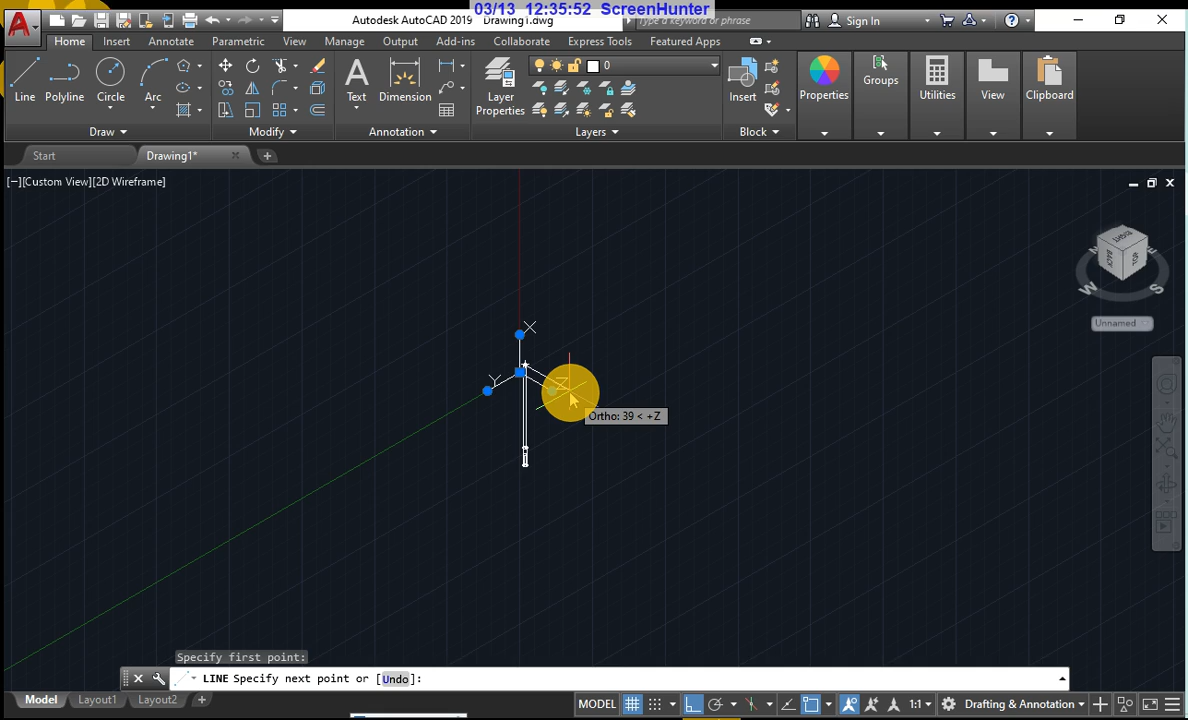 03/13 12:35:52 ScreenHunter
Autodesk AutoCAD 2019 Drawing1.dwg
Type a keyword or phrase
Sign In
Home Insert Annotate Parametric View Manage Output Add-ins Collaborate Express Tools Featured Apps
0
Line Polyline Circle Arc
Text Dimension
Layer
Properties
Insert
Properties Groups Utilities View Clipboard
Draw Modify Annotation Layers Block
Start Drawing1*
[−][Custom View][2D Wireframe]
BACK
W S E
Unnamed
X
Y Z
Ortho: 39 < +Z
Specify first point:
LINE Specify next point or [Undo]:
Model Layout1 Layout2
MODEL 1:1 Drafting & Annotation